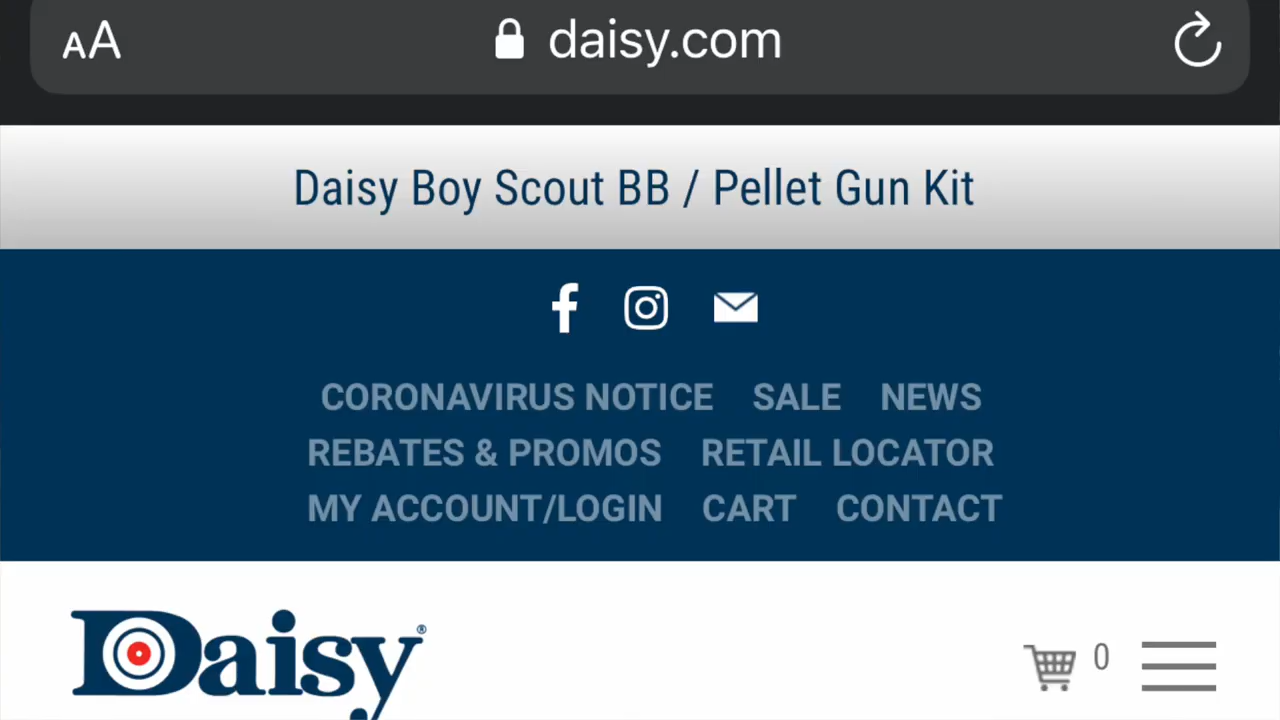 AA daisy.com
Daisy Boy Scout BB / Pellet Gun Kit
f
CORONAVIRUS NOTICE SALE NEWS
REBATES & PROMOS RETAIL LOCATOR
MY ACCOUNT/LOGIN CART CONTACT
Daisy® 0